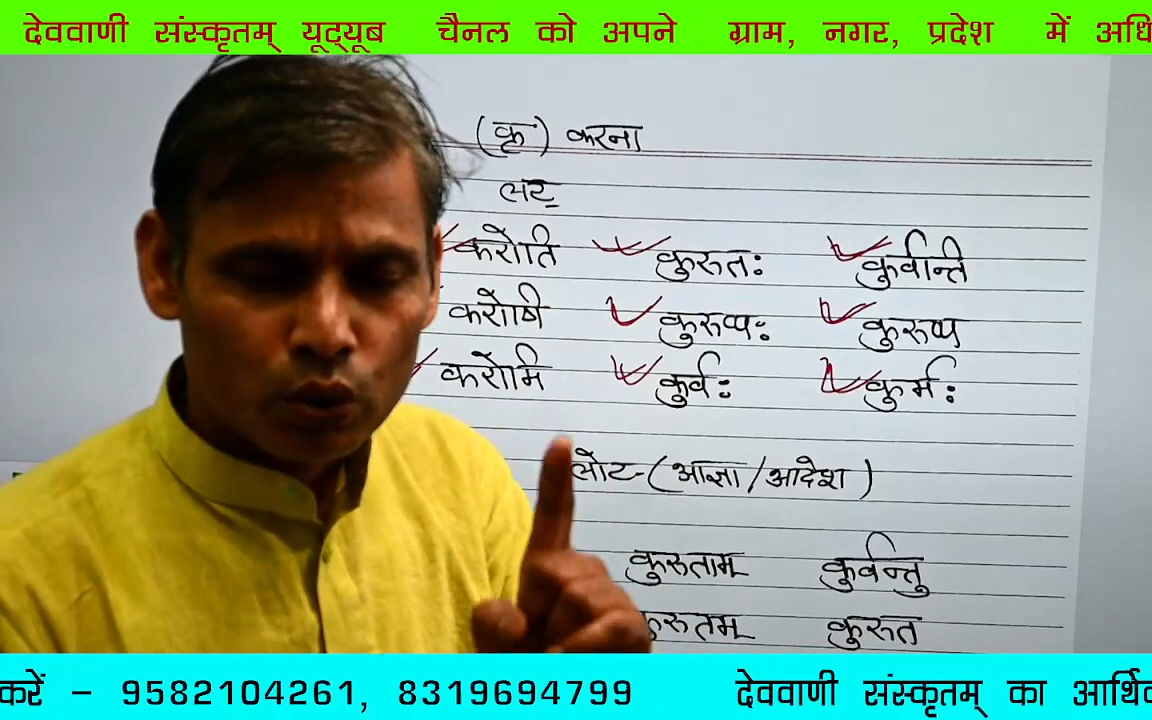 देववाणी संस्कृतम् यूट्यूब चैनल को अपने ग्राम, नगर, प्रदेश में
(कृ) करना
लट्
करोति कुरुतः कुर्वन्ति
करोषि कुरुथः कुरुथ
करोमि कुर्वः कुर्मः
लोट-(आज्ञा/आदेश)
कुरुताम् कुर्वन्तु
कुरुतम् कुरुत
करें – 9582104261, 8319694799 देववाणी संस्कृतम् का